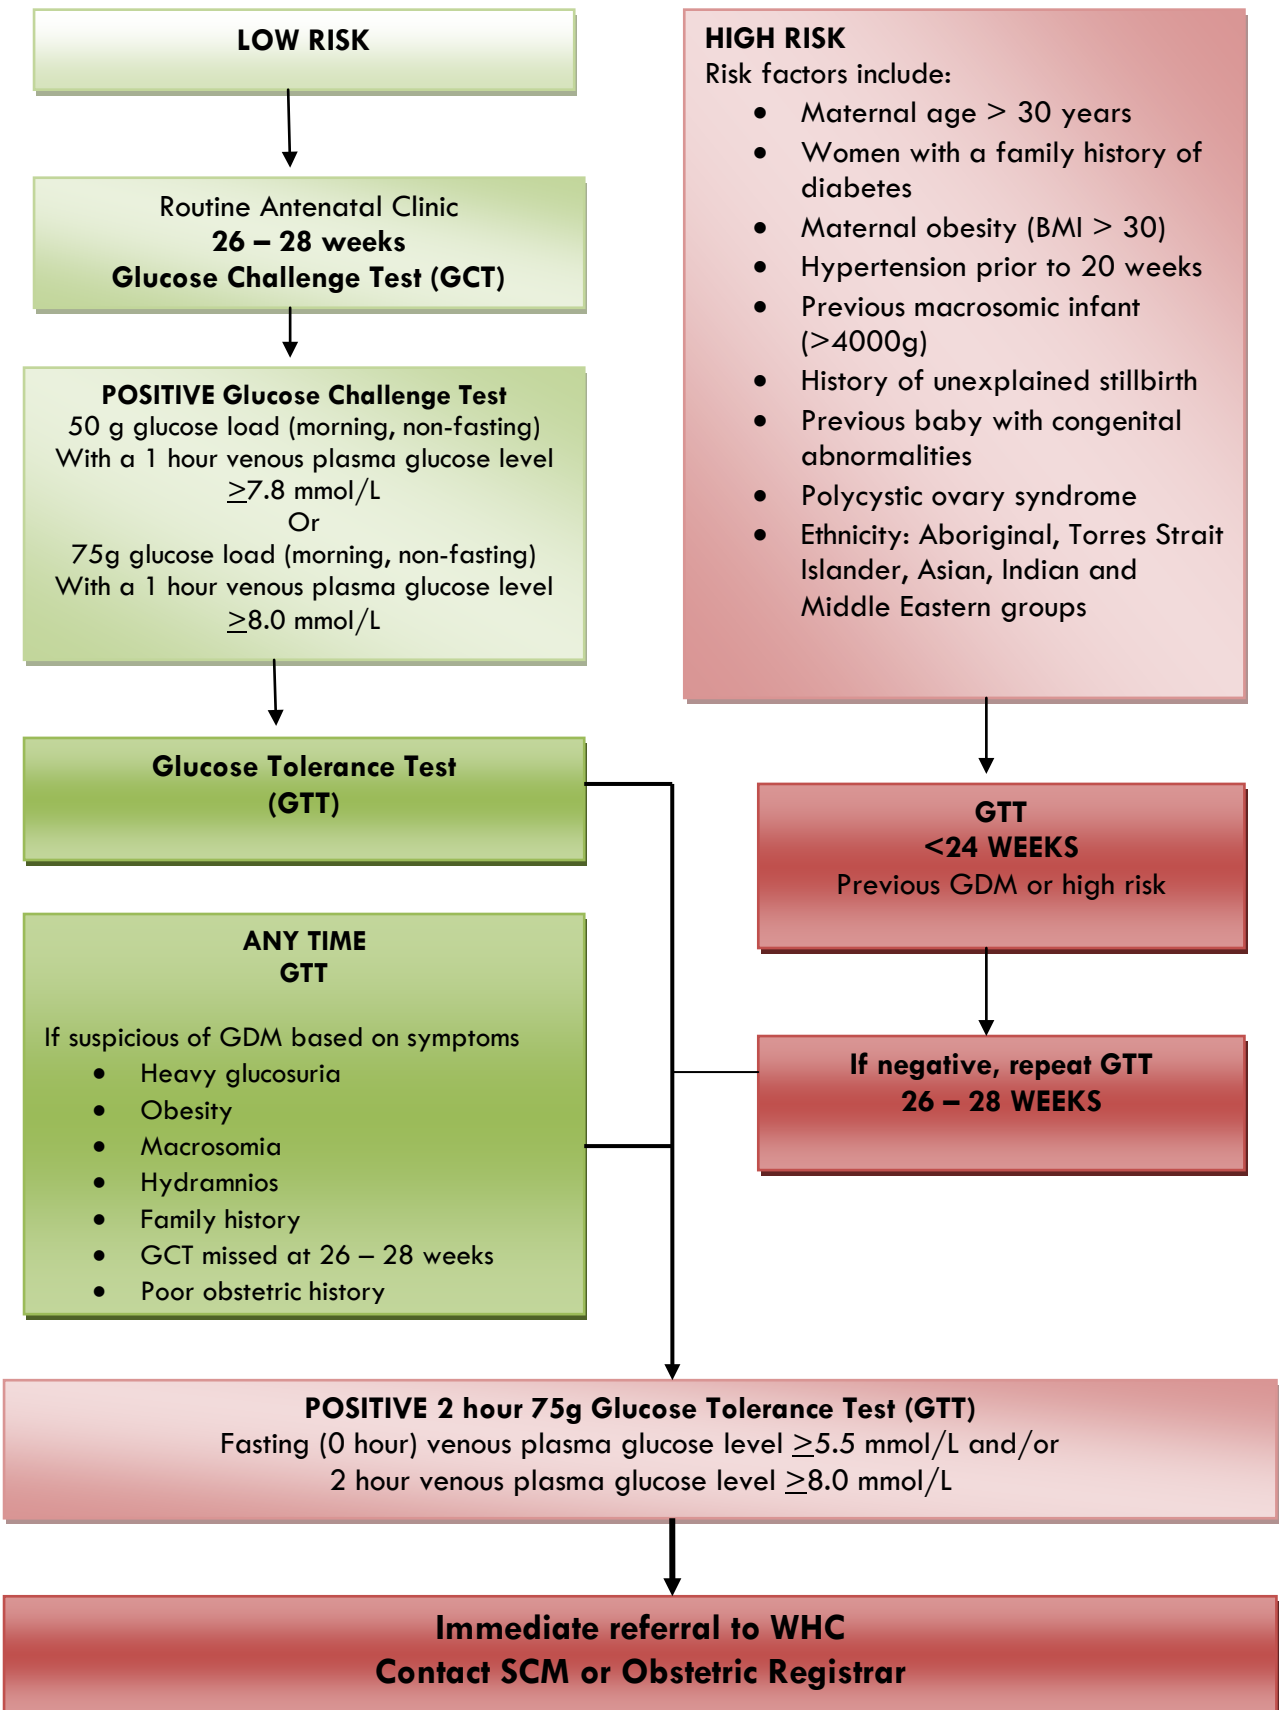 LOW RISK
Routine Antenatal Clinic
26 – 28 weeks
Glucose Challenge Test (GCT)
POSITIVE Glucose Challenge Test
50 g glucose load (morning, non-fasting)
With a 1 hour venous plasma glucose level
≥7.8 mmol/L
Or
75g glucose load (morning, non-fasting)
With a 1 hour venous plasma glucose level
≥8.0 mmol/L
Glucose Tolerance Test
(GTT)
ANY TIME
GTT
If suspicious of GDM based on symptoms
• Heavy glucosuria
• Obesity
• Macrosomia
• Hydramnios
• Family history
• GCT missed at 26 – 28 weeks
• Poor obstetric history
HIGH RISK
Risk factors include:
• Maternal age > 30 years
• Women with a family history of
diabetes
• Maternal obesity (BMI > 30)
• Hypertension prior to 20 weeks
• Previous macrosomic infant
(>4000g)
• History of unexplained stillbirth
• Previous baby with congenital
abnormalities
• Polycystic ovary syndrome
• Ethnicity: Aboriginal, Torres Strait
Islander, Asian, Indian and
Middle Eastern groups
GTT
<24 WEEKS
Previous GDM or high risk
If negative, repeat GTT
26 – 28 WEEKS
POSITIVE 2 hour 75g Glucose Tolerance Test (GTT)
Fasting (0 hour) venous plasma glucose level ≥5.5 mmol/L and/or
2 hour venous plasma glucose level ≥8.0 mmol/L
Immediate referral to WHC
Contact SCM or Obstetric Registrar